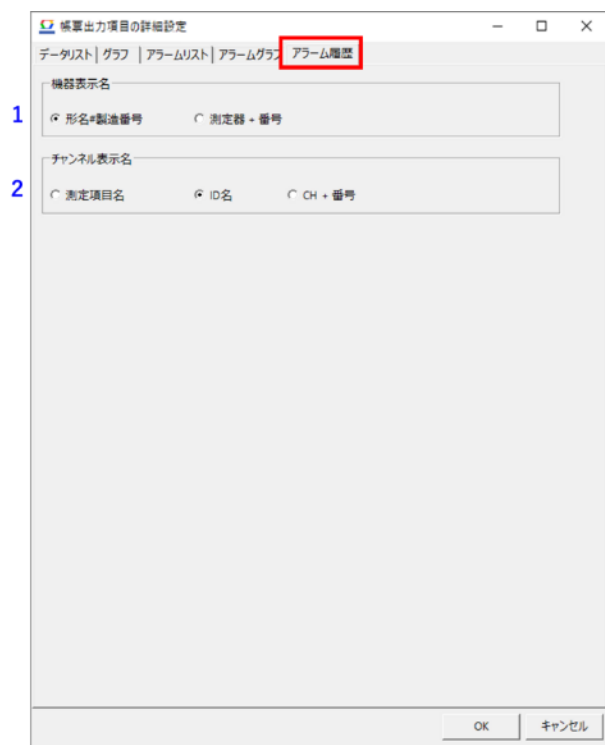 帳票出力項目の詳細設定
データリスト グラフ アラームリスト アラームグラフ アラーム履歴
機器表示名
1 形名#製造番号 測定器 + 番号
チャンネル表示名
2 測定項目名 ID名 CH + 番号
OK キャンセル